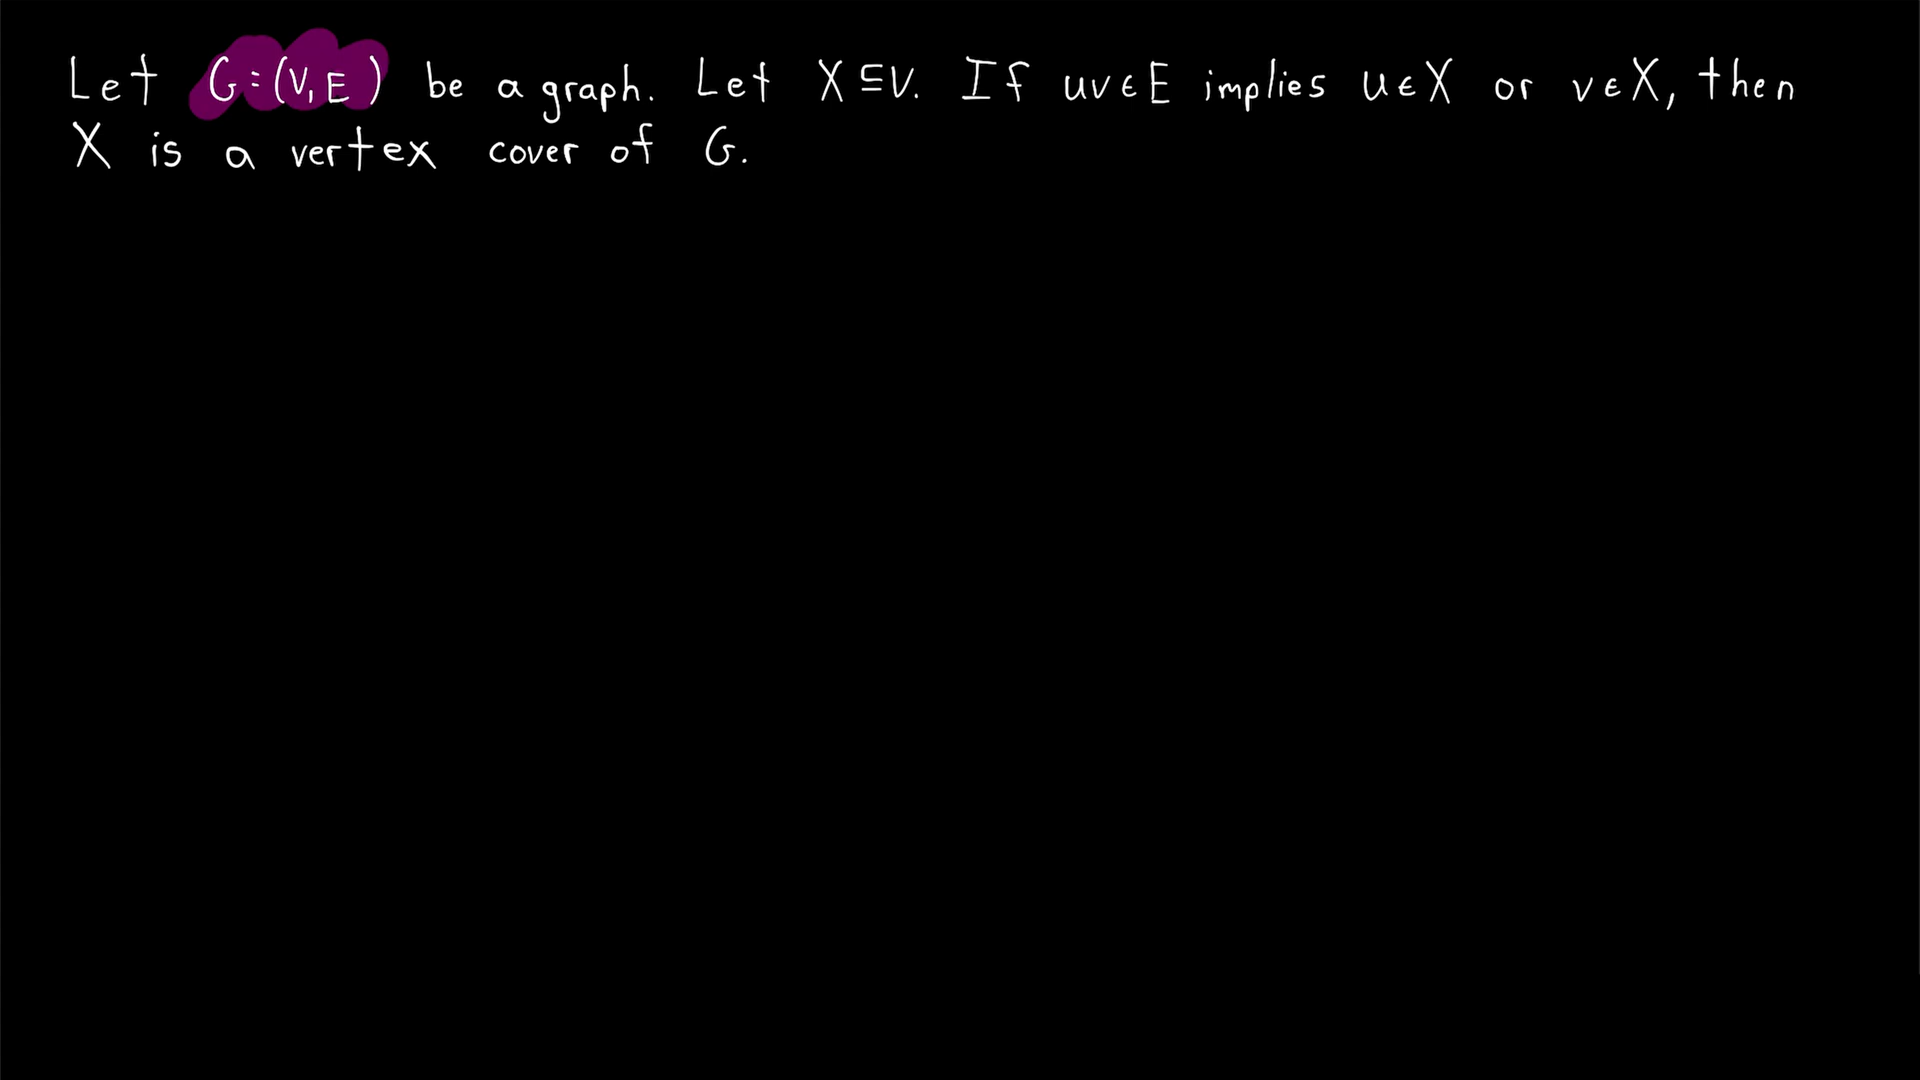 Let G=(V,E) be a graph. Let X⊆V. If uv∈E implies u∈X or v∈X, then
X is a vertex cover of G.